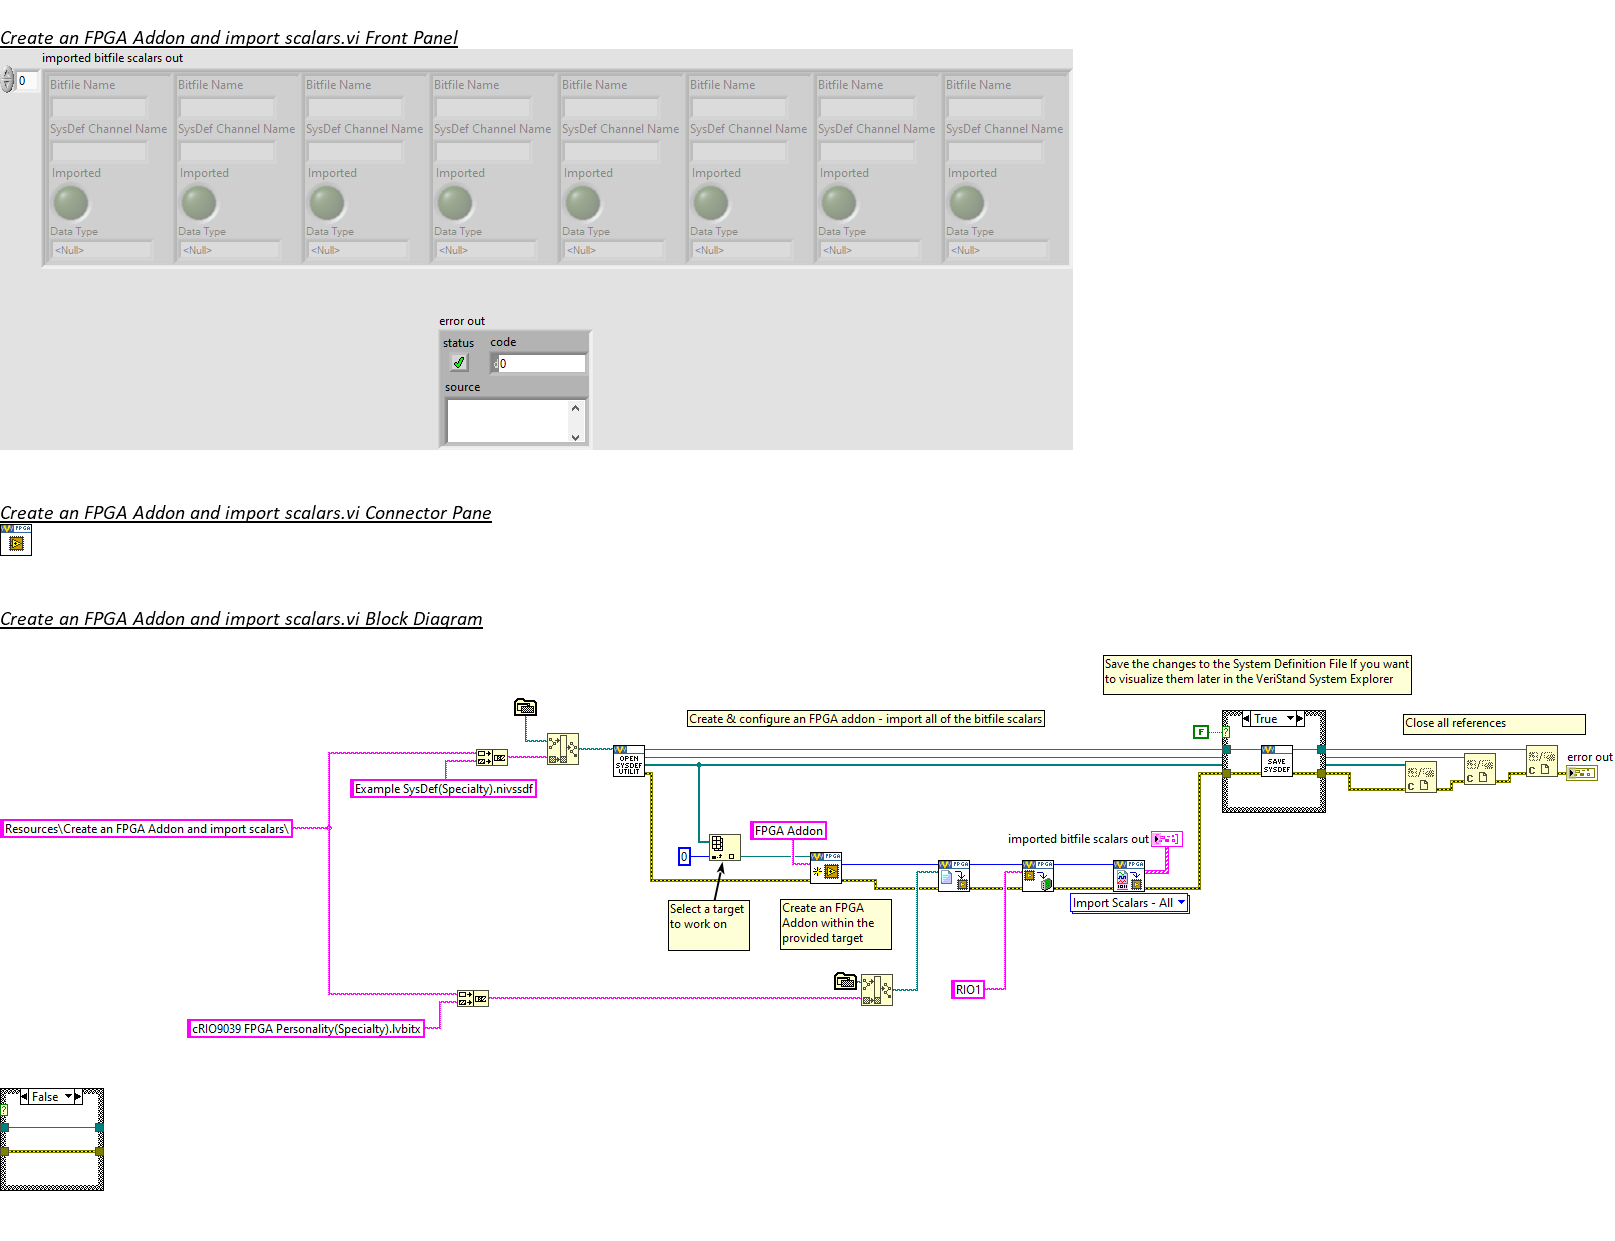 Create an FPGA Addon and import scalars.vi Front Panel
imported bitfile scalars out
0
Bitfile Name Bitfile Name Bitfile Name Bitfile Name Bitfile Name Bitfile Name Bitfile Name Bitfile Name
SysDef Channel Name SysDef Channel Name SysDef Channel Name SysDef Channel Name SysDef Channel Name SysDef Channel Name SysDef Channel Name SysDef Channel Name
Imported Imported Imported Imported Imported Imported Imported Imported
Data Type Data Type Data Type Data Type Data Type Data Type Data Type Data Type
<Null> <Null> <Null> <Null> <Null> <Null> <Null> <Null>
error out
status code
0
source
Create an FPGA Addon and import scalars.vi Connector Pane
FPGA
Create an FPGA Addon and import scalars.vi Block Diagram
Save the changes to the System Definition File If you want
to visualize them later in the VeriStand System Explorer
Create & configure an FPGA addon - import all of the bitfile scalars
True
Close all references
F
?
OPEN
SYSDEF
UTILIT
SAVE
SYSDEF
C
C
C
error out
Example SysDef(Specialty).nivssdf
Resources\Create an FPGA Addon and import scalars\
FPGA Addon
imported bitfile scalars out
0
FPGA
FPGA
FPGA
FPGA
Import Scalars - All
Select a target
to work on
Create an FPGA
Addon within the
provided target
RIO1
cRIO9039 FPGA Personality(Specialty).lvbitx
False
?